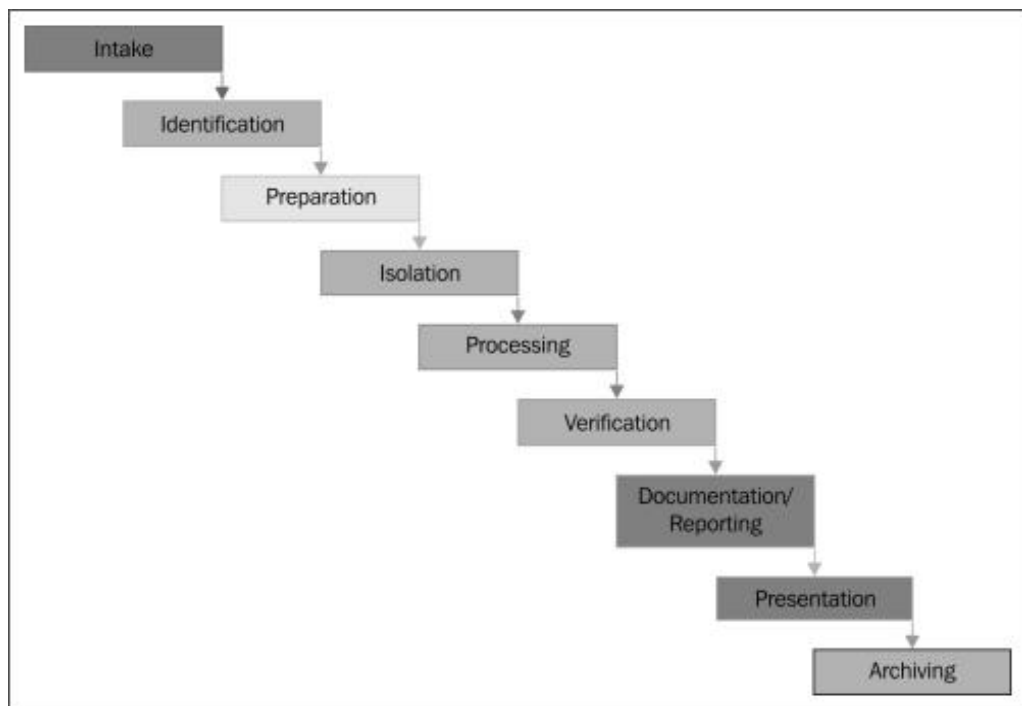 Intake
Identification
Preparation
Isolation
Processing
Verification
Documentation/
Reporting
Presentation
Archiving